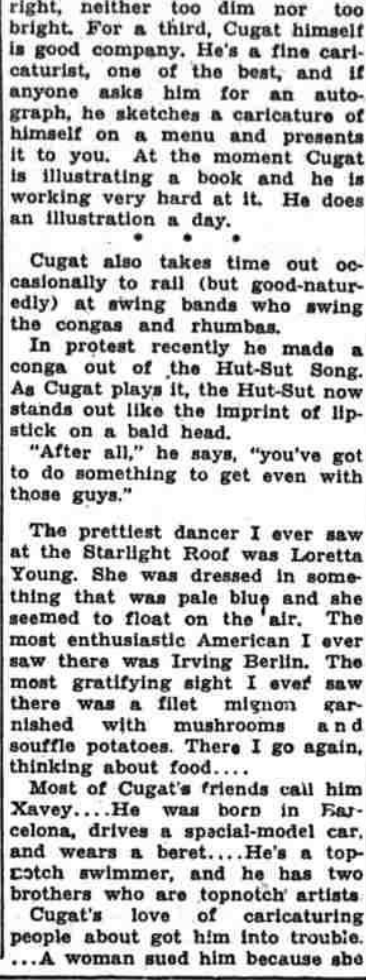 right, neither too dim nor too
bright. For a third, Cugat himself
is good company. He's a fine cari-
caturist, one of the best, and if
anyone asks him for an auto-
graph, he sketches a caricature of
himself on a menu and presents
it to you. At the moment Cugat
is illustrating a book and he is
working very hard at it. He does
an illustration a day.
* * *
Cugat also takes time out oc-
casionally to rail (but good-natur-
edly) at swing bands who swing
the congas and rhumbas.
In protest recently he made a
conga out of the Hut-Sut Song.
As Cugat plays it, the Hut-Sut now
stands out like the imprint of lip-
stick on a bald head.
"After all," he says, "you've got
to do something to get even with
those guys."
The prettiest dancer I ever saw
at the Starlight Roof was Loretta
Young. She was dressed in some-
thing that was pale blue and she
seemed to float on the air. The
most enthusiastic American I ever
saw there was Irving Berlin. The
most gratifying sight I ever saw
there was a filet mignon gar-
nished with mushrooms and
souffle potatoes. There I go again,
thinking about food....
Most of Cugat's friends call him
Xavey....He was born in Bar-
celona, drives a special-model car,
and wears a beret....He's a top-
notch swimmer, and he has two
brothers who are topnotch artists
Cugat's love of caricaturing
people about got him into trouble.
...A woman sued him because she